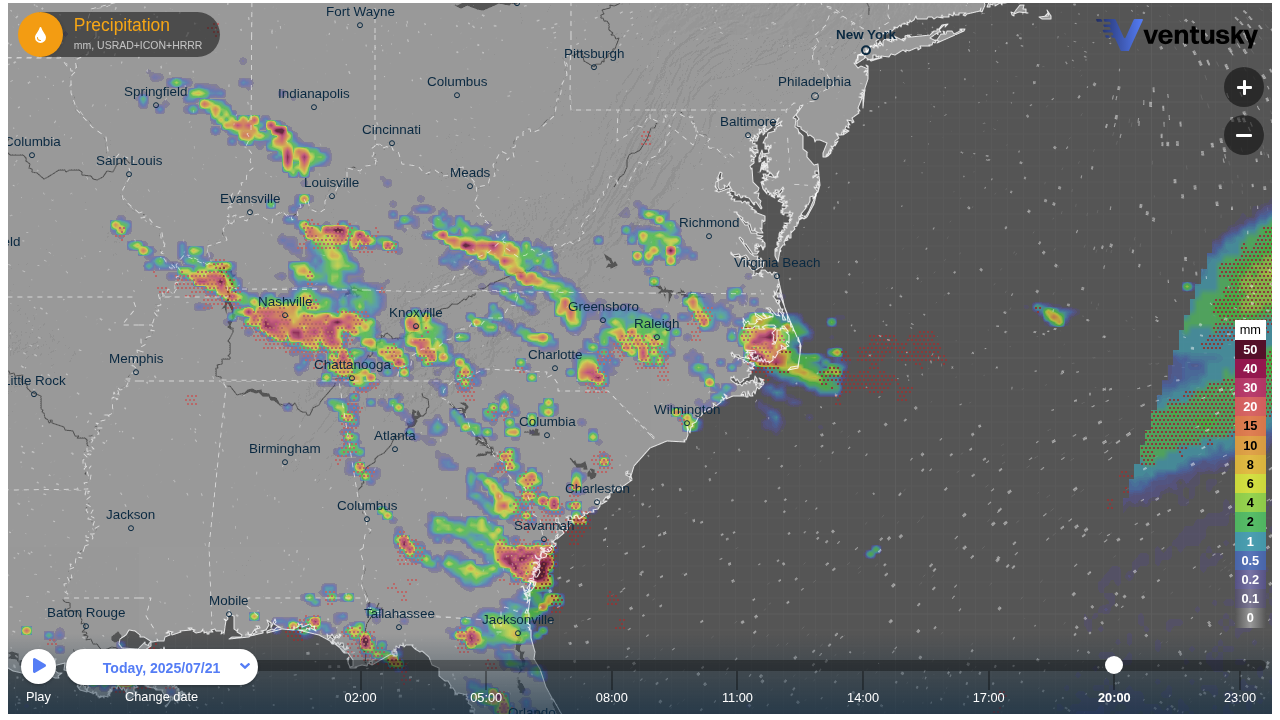 Fort Wayne
Precipitation
mm, USRAD+ICON+HRRR
New York
ventusky
Pittsburgh
Columbus
Philadelphia
Springfield
Indianapolis
Baltimore
Cincinnati
Columbia
Saint Louis
Meads
Louisville
Evansville
Richmond
eld
Virginia Beach
Nashville
Greensboro
Knoxville
Raleigh
mm
50
Memphis
Charlotte
Chattanooga
40
Little Rock
30
Wilmington
20
Columbia
15
Atlanta
Birmingham
10
8
Charleston
6
Columbus
4
Jackson
Savannah
2
1
0.5
0.2
Mobile
0.1
Baton Rouge
Tallahassee
Jacksonville
0
Today, 2025/07/21
Play
Change date
02:00
05:00
08:00
11:00
14:00
17:00
20:00
23:00
Orlando